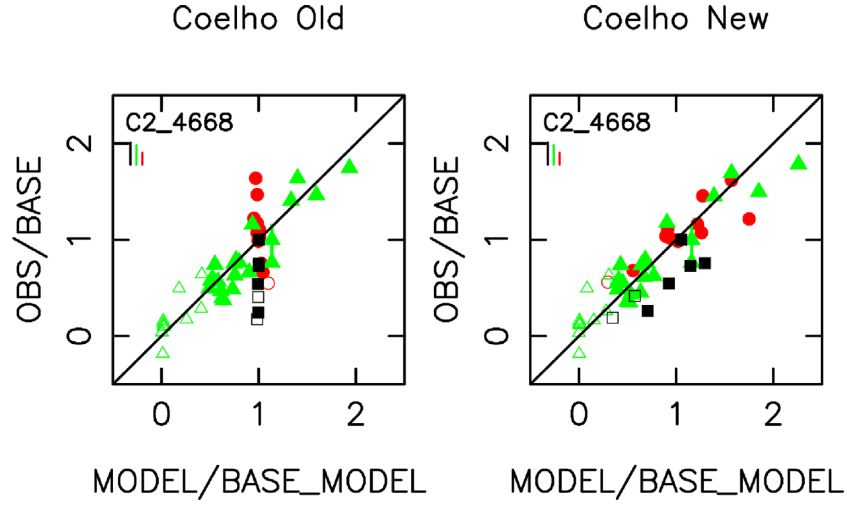 Coelho Old
Coelho New
C2_4668
C2_4668
OBS/BASE
OBS/BASE
2
1
0
2
1
0
0 1 2
0 1 2
MODEL/BASE_MODEL
MODEL/BASE_MODEL